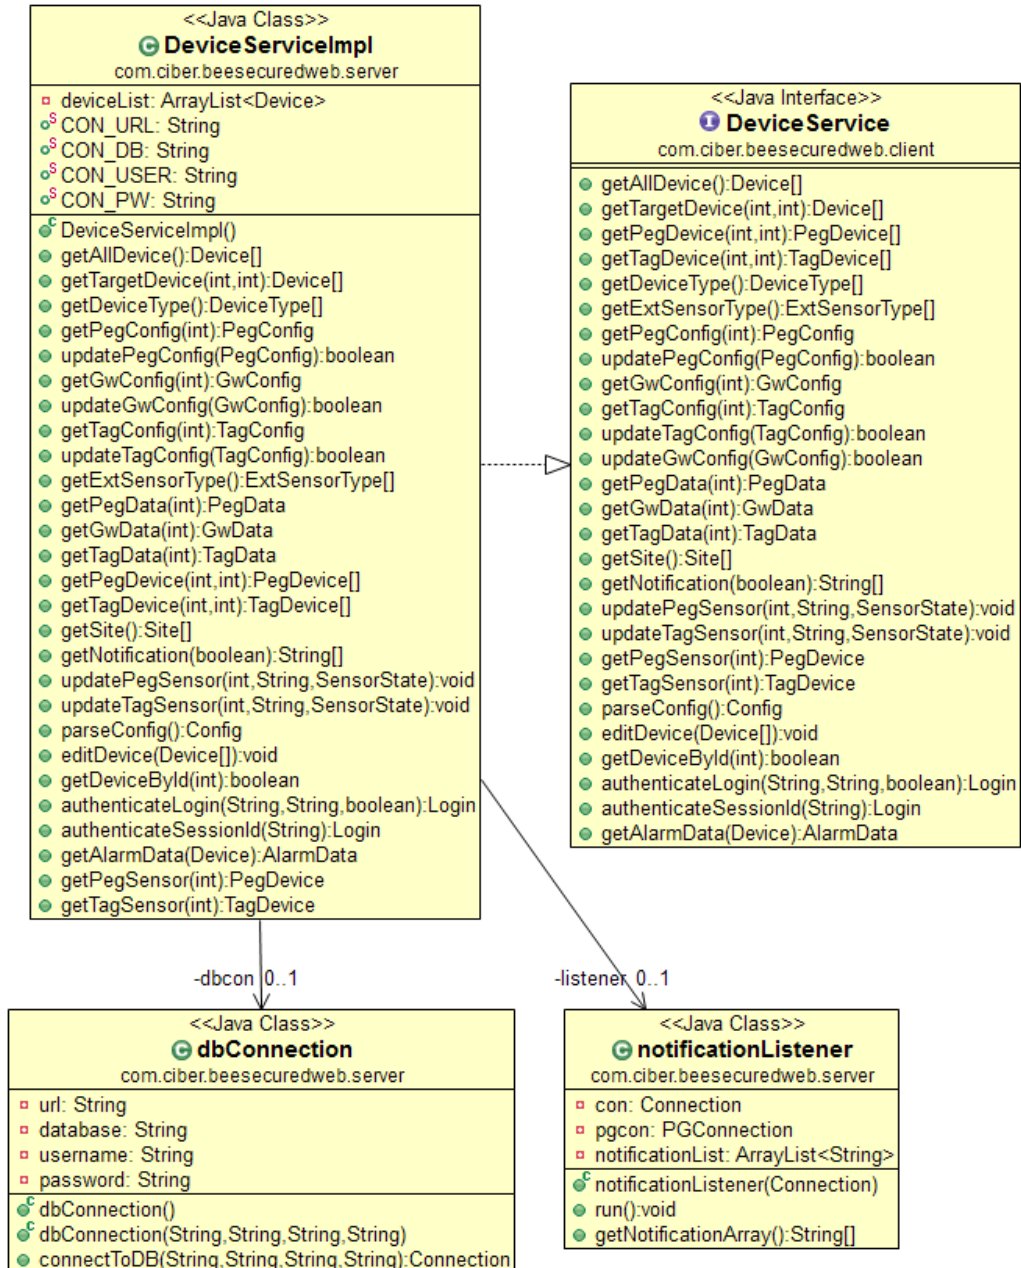 <<Java Class>>
DeviceServiceImpl
com.ciber.beesecuredweb.server
deviceList: ArrayList<Device>
CON_URL: String
CON_DB: String
CON_USER: String
CON_PW: String
DeviceServiceImpl()
getAllDevice():Device[]
getTargetDevice(int,int):Device[]
getDeviceType():DeviceType[]
getPegConfig(int):PegConfig
updatePegConfig(PegConfig):boolean
getGwConfig(int):GwConfig
updateGwConfig(GwConfig):boolean
getTagConfig(int):TagConfig
updateTagConfig(TagConfig):boolean
getExtSensorType():ExtSensorType[]
getPegData(int):PegData
getGwData(int):GwData
getTagData(int):TagData
getPegDevice(int,int):PegDevice[]
getTagDevice(int,int):TagDevice[]
getSite():Site[]
getNotification(boolean):String[]
updatePegSensor(int,String,SensorState):void
updateTagSensor(int,String,SensorState):void
parseConfig():Config
editDevice(Device[]):void
getDeviceById(int):boolean
authenticateLogin(String,String,boolean):Login
authenticateSessionId(String):Login
getAlarmData(Device):AlarmData
getPegSensor(int):PegDevice
getTagSensor(int):TagDevice
<<Java Interface>>
DeviceService
com.ciber.beesecuredweb.client
getAllDevice():Device[]
getTargetDevice(int,int):Device[]
getPegDevice(int,int):PegDevice[]
getTagDevice(int,int):TagDevice[]
getDeviceType():DeviceType[]
getExtSensorType():ExtSensorType[]
getPegConfig(int):PegConfig
updatePegConfig(PegConfig):boolean
getGwConfig(int):GwConfig
getTagConfig(int):TagConfig
updateTagConfig(TagConfig):boolean
updateGwConfig(GwConfig):boolean
getPegData(int):PegData
getGwData(int):GwData
getTagData(int):TagData
getSite():Site[]
getNotification(boolean):String[]
updatePegSensor(int,String,SensorState):void
updateTagSensor(int,String,SensorState):void
getPegSensor(int):PegDevice
getTagSensor(int):TagDevice
parseConfig():Config
editDevice(Device[]):void
getDeviceById(int):boolean
authenticateLogin(String,String,boolean):Login
authenticateSessionId(String):Login
getAlarmData(Device):AlarmData
-dbcon 0..1
-listener 0..1
<<Java Class>>
dbConnection
com.ciber.beesecuredweb.server
url: String
database: String
username: String
password: String
dbConnection()
dbConnection(String,String,String,String)
connectToDB(String,String,String,String):Connection
<<Java Class>>
notificationListener
com.ciber.beesecuredweb.server
con: Connection
pgcon: PGConnection
notificationList: ArrayList<String>
notificationListener(Connection)
run():void
getNotificationArray():String[]